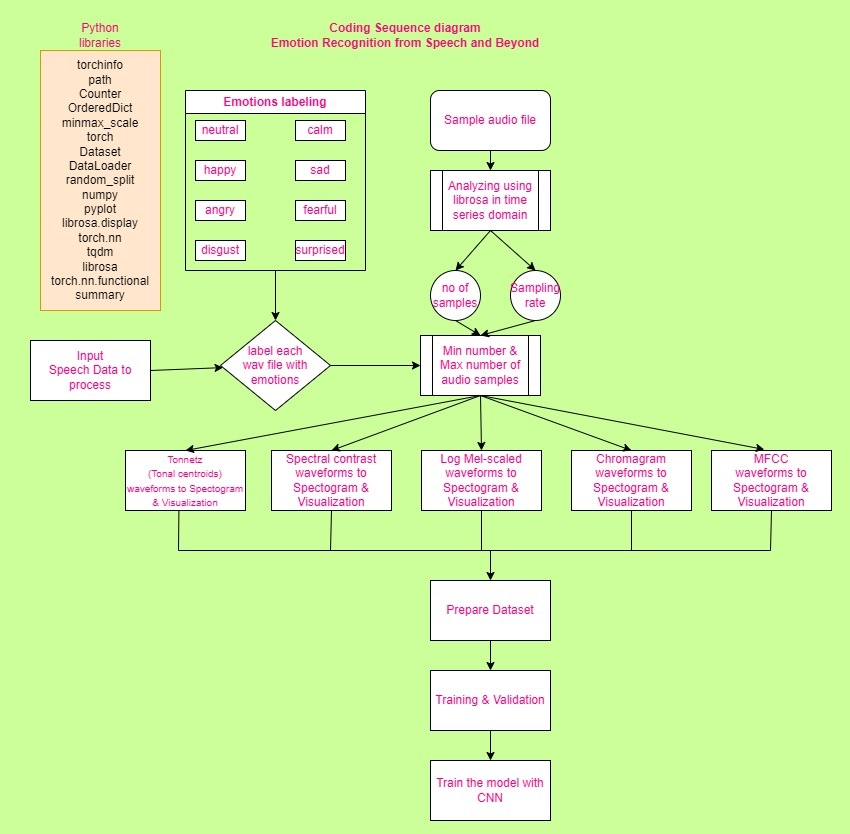 Python
libraries
Coding Sequence diagram
Emotion Recognition from Speech and Beyond
torchinfo
path
Counter
OrderedDict
minmax_scale
torch
Dataset
DataLoader
random_split
numpy
pyplot
librosa.display
torch.nn
tqdm
librosa
torch.nn.functional
summary
Emotions labeling
neutral
calm
happy
sad
angry
fearful
disgust
surprised
Sample audio file
Analyzing using
librosa in time
series domain
no of
samples
Sampling
rate
Input
Speech Data to
process
label each
wav file with
emotions
Min number &
Max number of
audio samples
Tonnetz
(Tonal centroids)
waveforms to Spectogram
& Visualization
Spectral contrast
waveforms to
Spectogram &
Visualization
Log Mel-scaled
waveforms to
Spectogram &
Visualization
Chromagram
waveforms to
Spectogram &
Visualization
MFCC
waveforms to
Spectogram &
Visualization
Prepare Dataset
Training & Validation
Train the model with
CNN